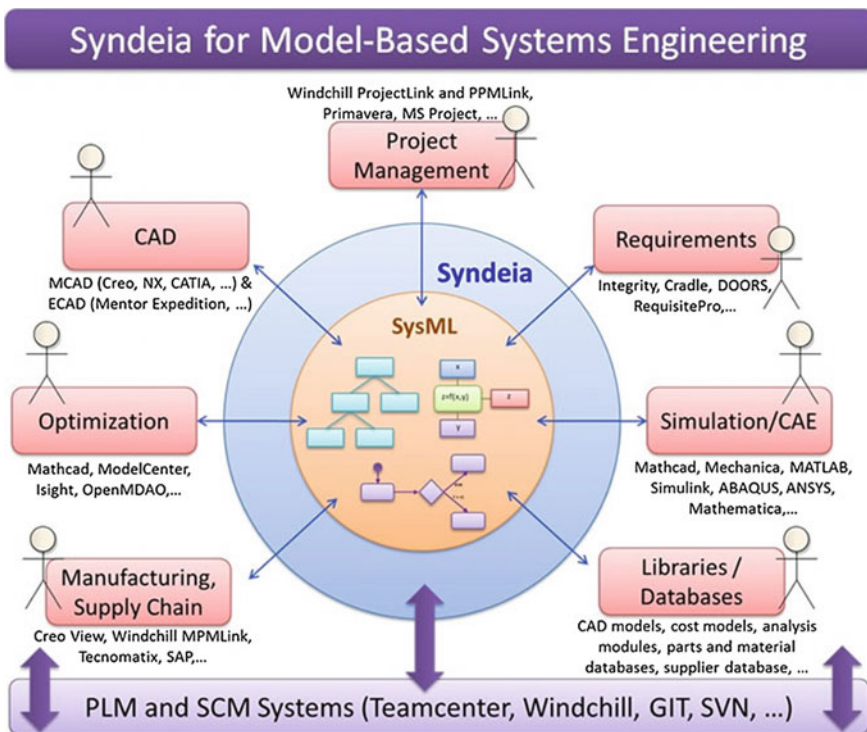 Syndeia for Model-Based Systems Engineering
Windchill ProjectLink and PPMLink,
Primavera, MS Project, ...
Project
Management
CAD
MCAD (Creo, NX, CATIA, ...) &
ECAD (Mentor Expedition, ...)
Requirements
Integrity, Cradle, DOORS,
RequisitePro,...
Syndeia
SysML
x
z=f(x,y)
z
y
Optimization
Mathcad, ModelCenter,
Isight, OpenMDAO,...
Simulation/CAE
Mathcad, Mechanica, MATLAB,
Simulink, ABAQUS, ANSYS,
Mathematica,...
Manufacturing,
Supply Chain
Creo View, Windchill MPMLink,
Tecnomatix, SAP,...
Libraries /
Databases
CAD models, cost models, analysis
modules, parts and material
databases, supplier database, ...
PLM and SCM Systems (Teamcenter, Windchill, GIT, SVN, ...)